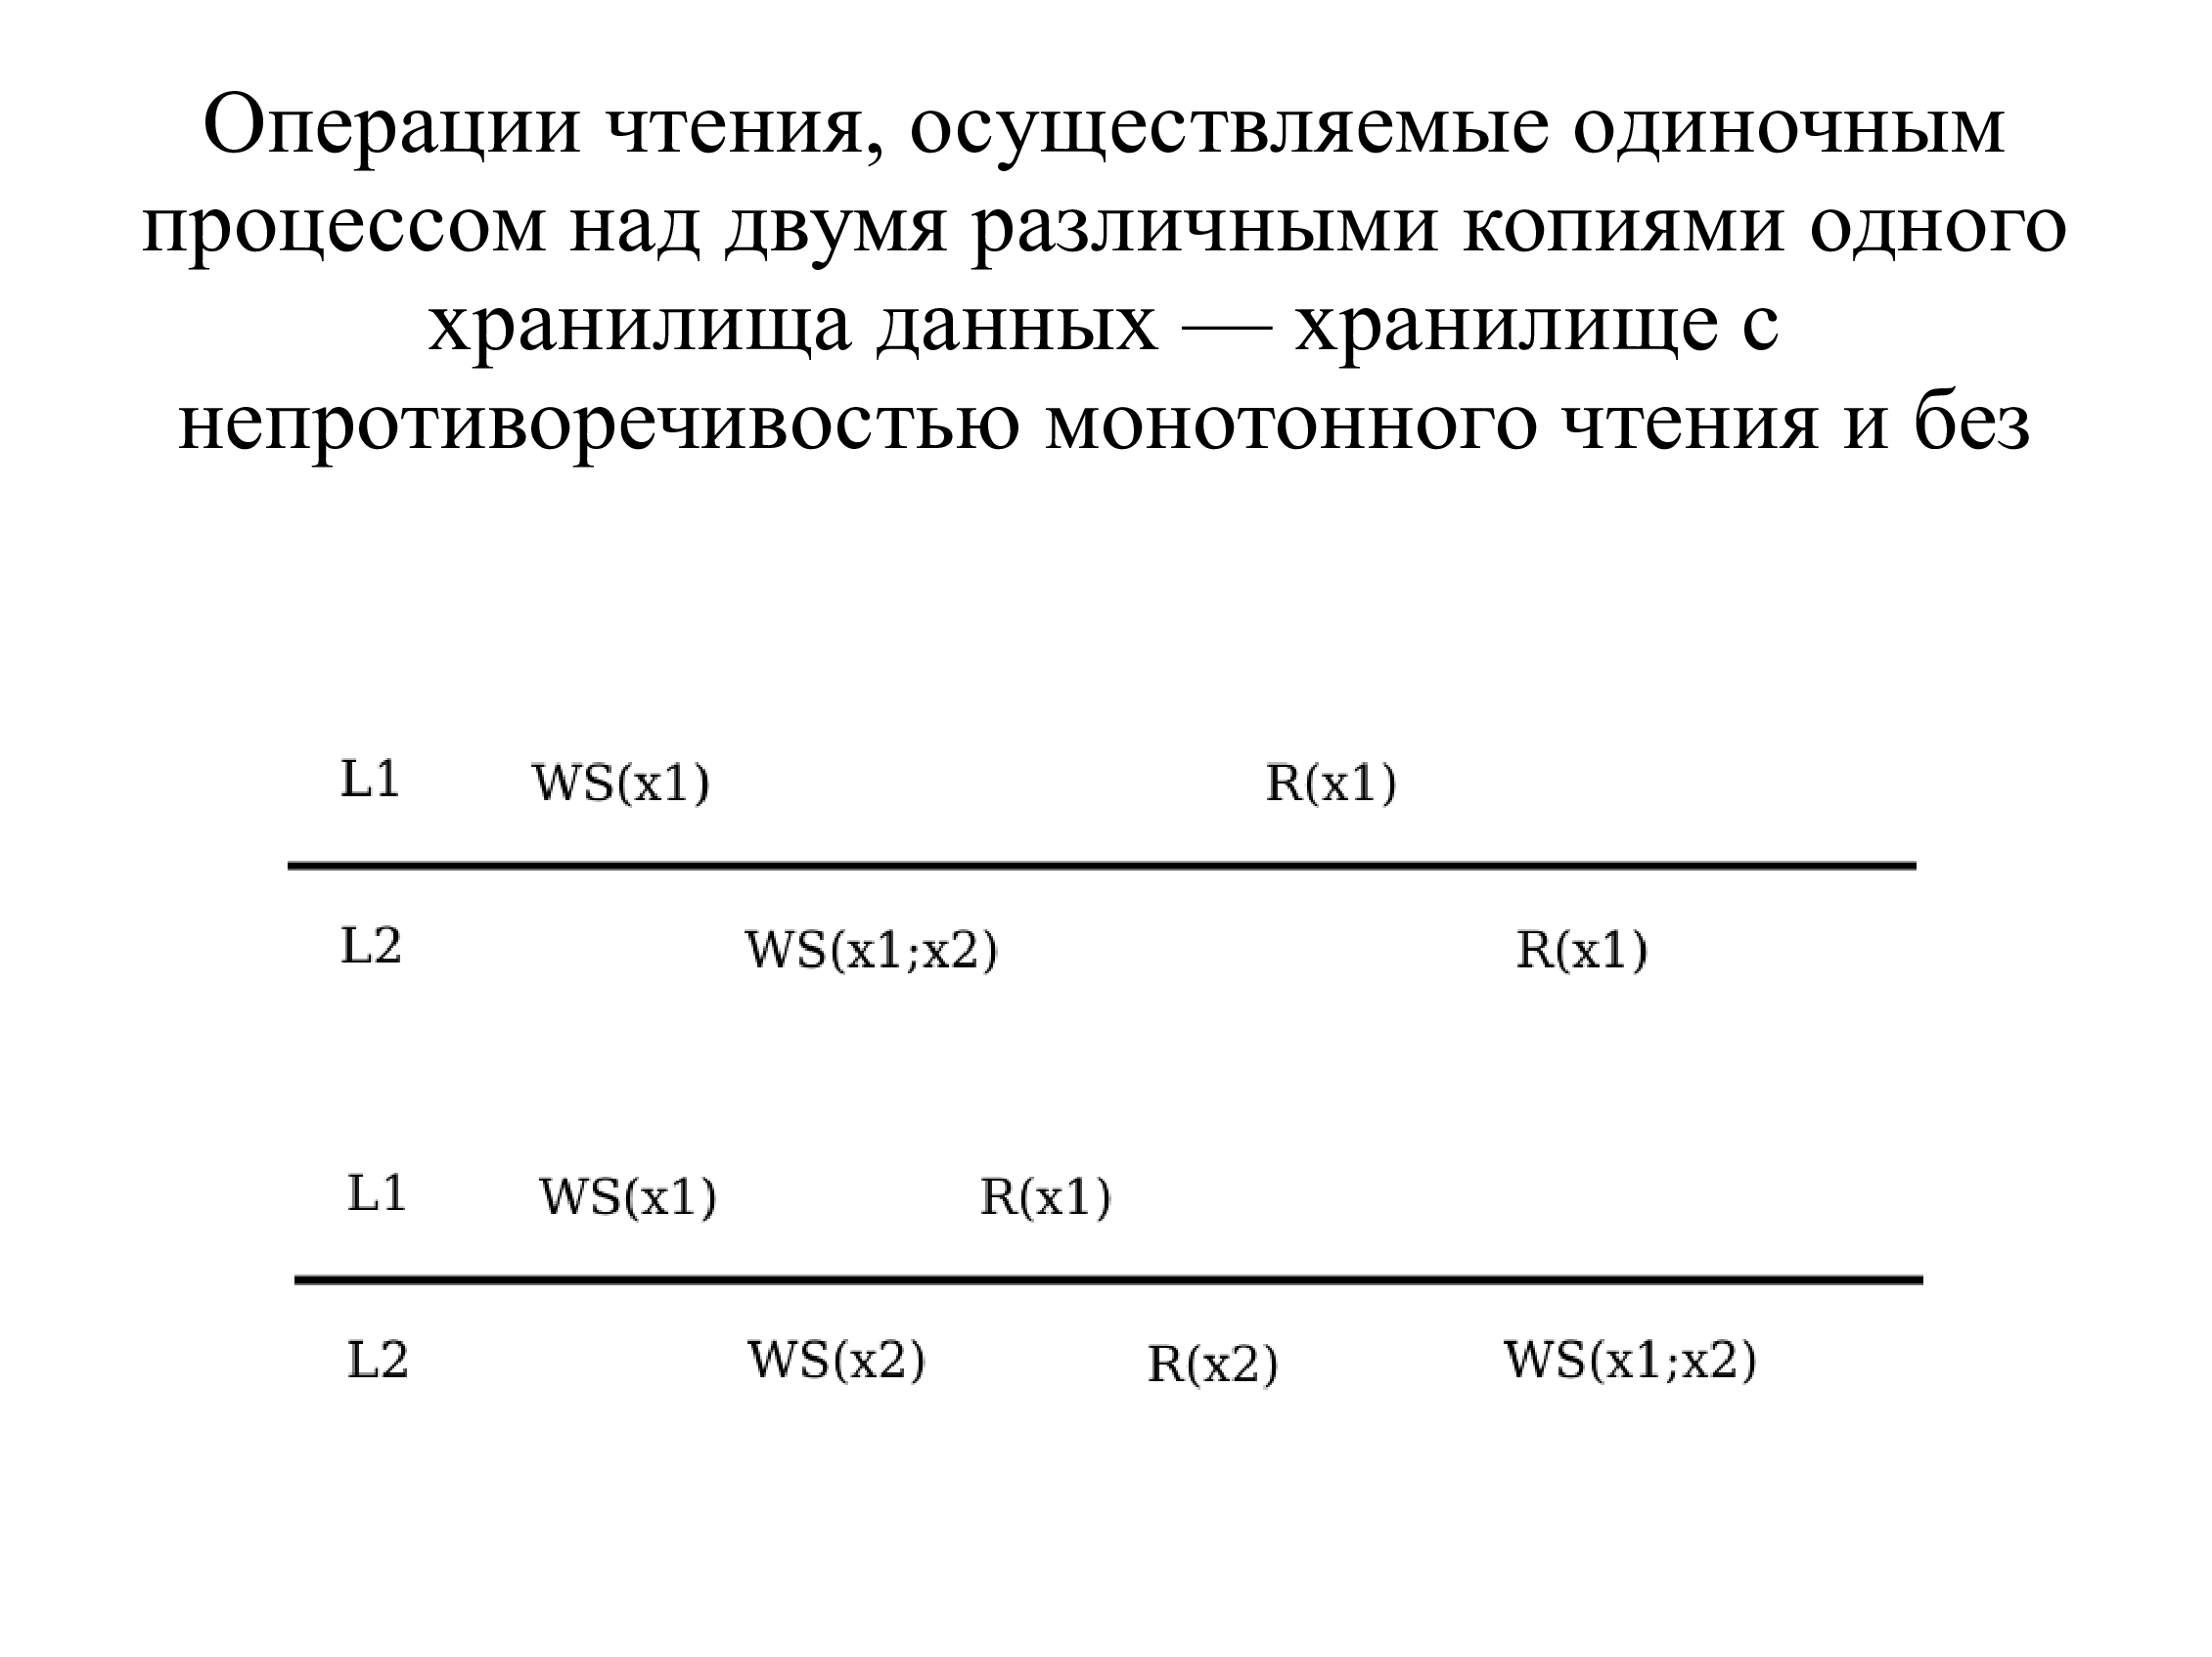 Операции чтения, осуществляемые одиночным
процессом над двумя различными копиями одного
хранилища данных — хранилище с
непротиворечивостью монотонного чтения и без
L1 WS(x1) R(x1)
L2 WS(x1;x2) R(x1)
L1 WS(x1) R(x1)
L2 WS(x2) R(x2) WS(x1;x2)